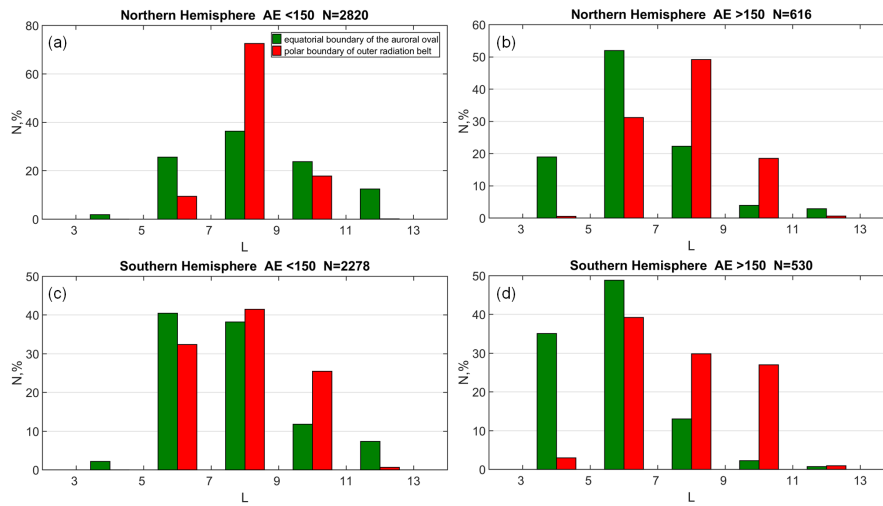 Northern Hemisphere AE <150 N=2820
(a)
equatorial boundary of the auroral oval
polar boundary of outer radiation belt
80
60
40
20
0
N,%
3 5 7 9 11 13
L
Northern Hemisphere AE >150 N=616
(b)
60
50
40
30
20
10
0
N,%
3 5 7 9 11 13
L
Southern Hemisphere AE <150 N=2278
(c)
50
40
30
20
10
0
N,%
3 5 7 9 11 13
L
Southern Hemisphere AE >150 N=530
(d)
50
40
30
20
10
0
N,%
3 5 7 9 11 13
L